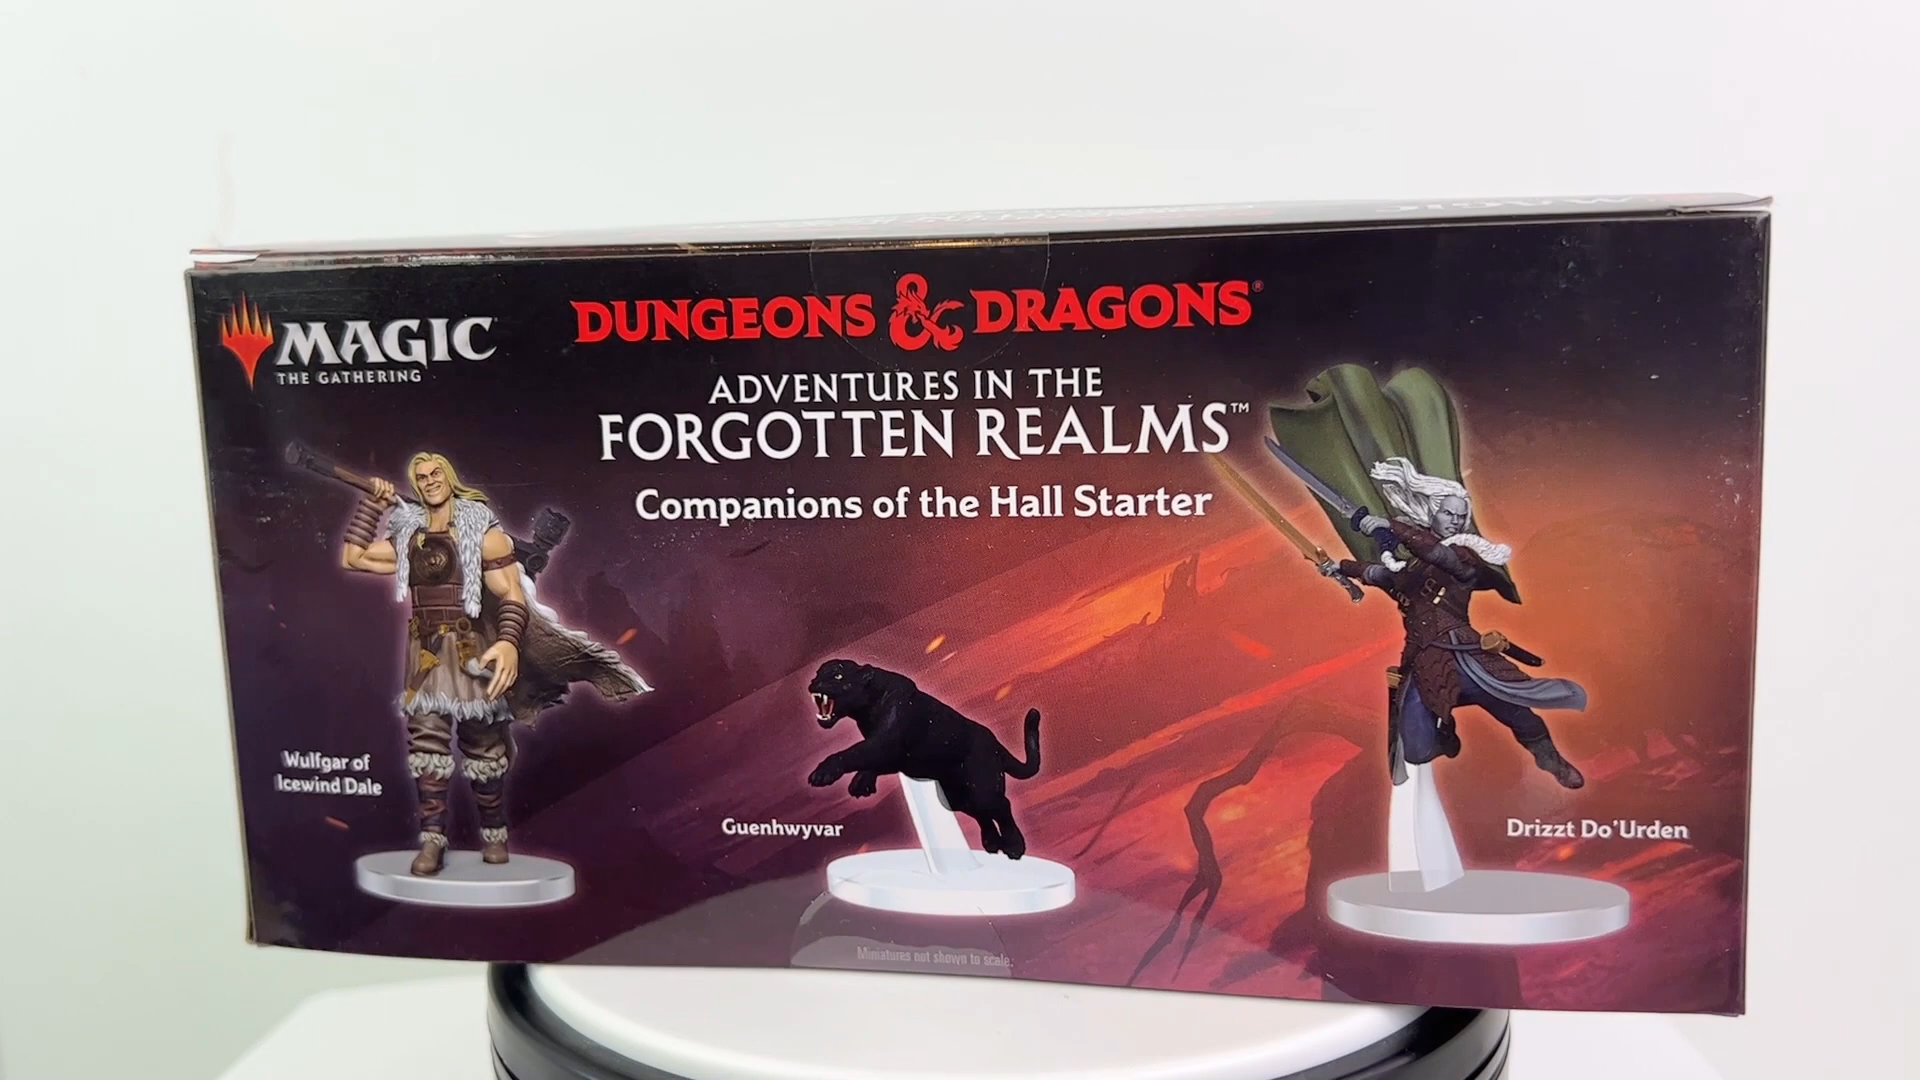 MAGIC
THE GATHERING
DUNGEONS & DRAGONS®
ADVENTURES IN THE
FORGOTTEN REALMS™
Companions of the Hall Starter
Wulfgar of
Icewind Dale
Guenhwyvar
Drizzt Do'Urden
Miniatures not shown to scale.